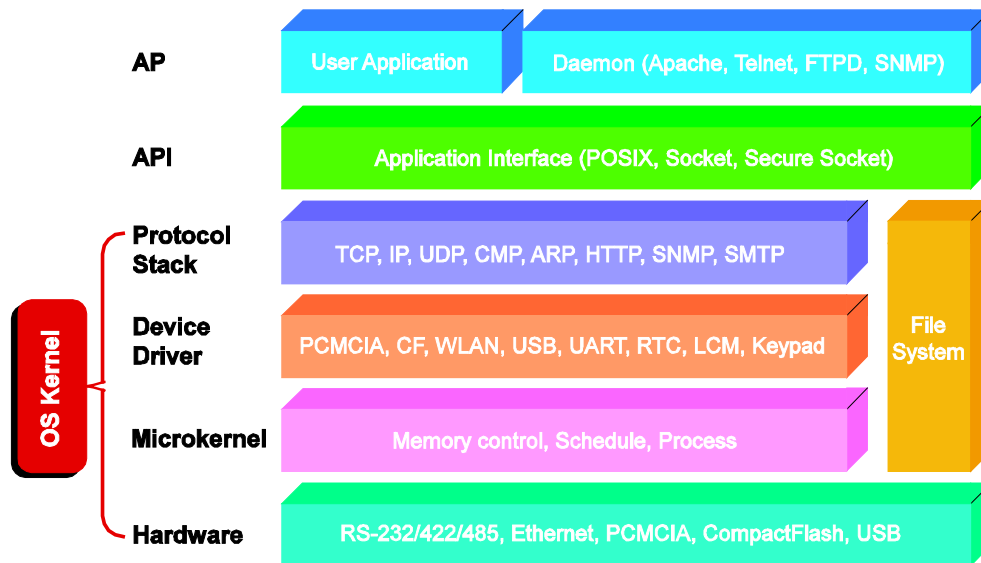 AP
User Application
Daemon (Apache, Telnet, FTPD, SNMP)
API
Application Interface (POSIX, Socket, Secure Socket)
Protocol
Stack
TCP, IP, UDP, CMP, ARP, HTTP, SNMP, SMTP
Device
Driver
PCMCIA, CF, WLAN, USB, UART, RTC, LCM, Keypad
File
System
OS Kernel
Microkernel
Memory control, Schedule, Process
Hardware
RS-232/422/485, Ethernet, PCMCIA, CompactFlash, USB